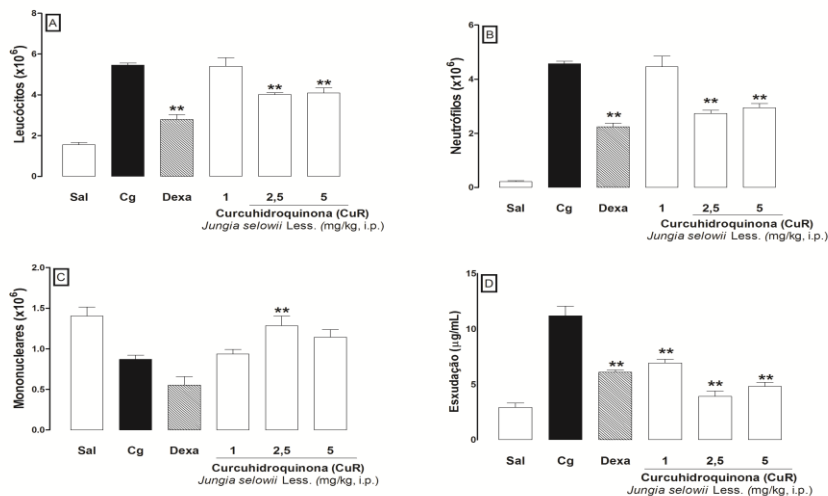 A
Leucócitos (x10⁶)
8
6
4
2
0
**
**
**
Sal
Cg
Dexa
1
2,5
5
Curcuhidroquinona (CuR)
Jungia selowii Less. (mg/kg, i.p.)
B
Neutrófilos (x10⁶)
6
4
2
0
**
**
**
Sal
Cg
Dexa
1
2,5
5
Curcuhidroquinona (CuR)
Jungia selowii Less. (mg/kg, i.p.)
C
Mononucleares (x10⁶)
2.0
1.5
1.0
0.5
0.0
**
Sal
Cg
Dexa
1
2,5
5
Curcuhidroquinona (CuR)
Jungia selowii Less. (mg/kg, i.p.)
D
Esxudação (µg/mL)
15
10
5
0
**
**
**
**
Sal
Cg
Dexa
1
2,5
5
Curcuhidroquinona (CuR)
Jungia selowii Less. (mg/kg, i.p.)